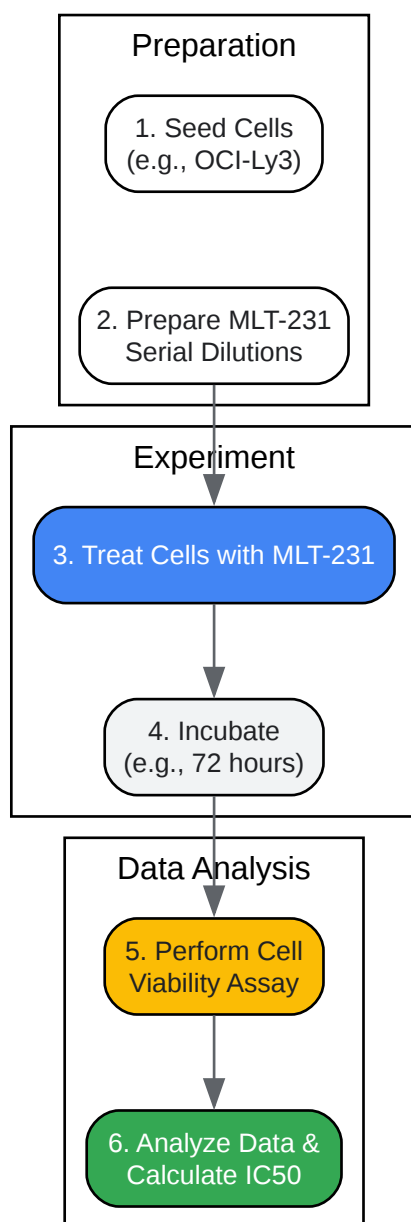 Preparation
1. Seed Cells
(e.g., OCI-Ly3)
2. Prepare MLT-231
Serial Dilutions
Experiment
3. Treat Cells with MLT-231
4. Incubate
(e.g., 72 hours)
Data Analysis
5. Perform Cell
Viability Assay
6. Analyze Data &
Calculate IC50